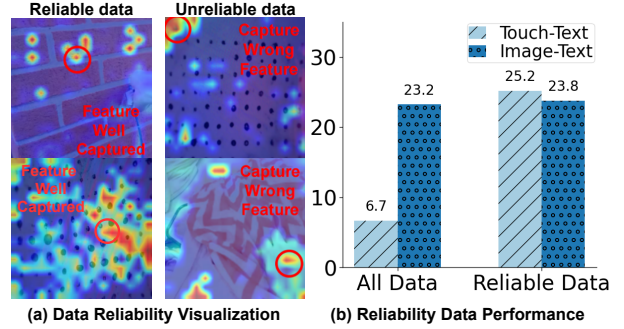 Reliable data
Unreliable data
Feature
Well
Captured
Capture
Wrong
Feature
Feature
Well
Captured
Capture
Wrong
Feature
(a) Data Reliability Visualization
Touch-Text
Image-Text
30
20
10
0
6.7
23.2
25.2
23.8
All Data
Reliable Data
(b) Reliability Data Performance